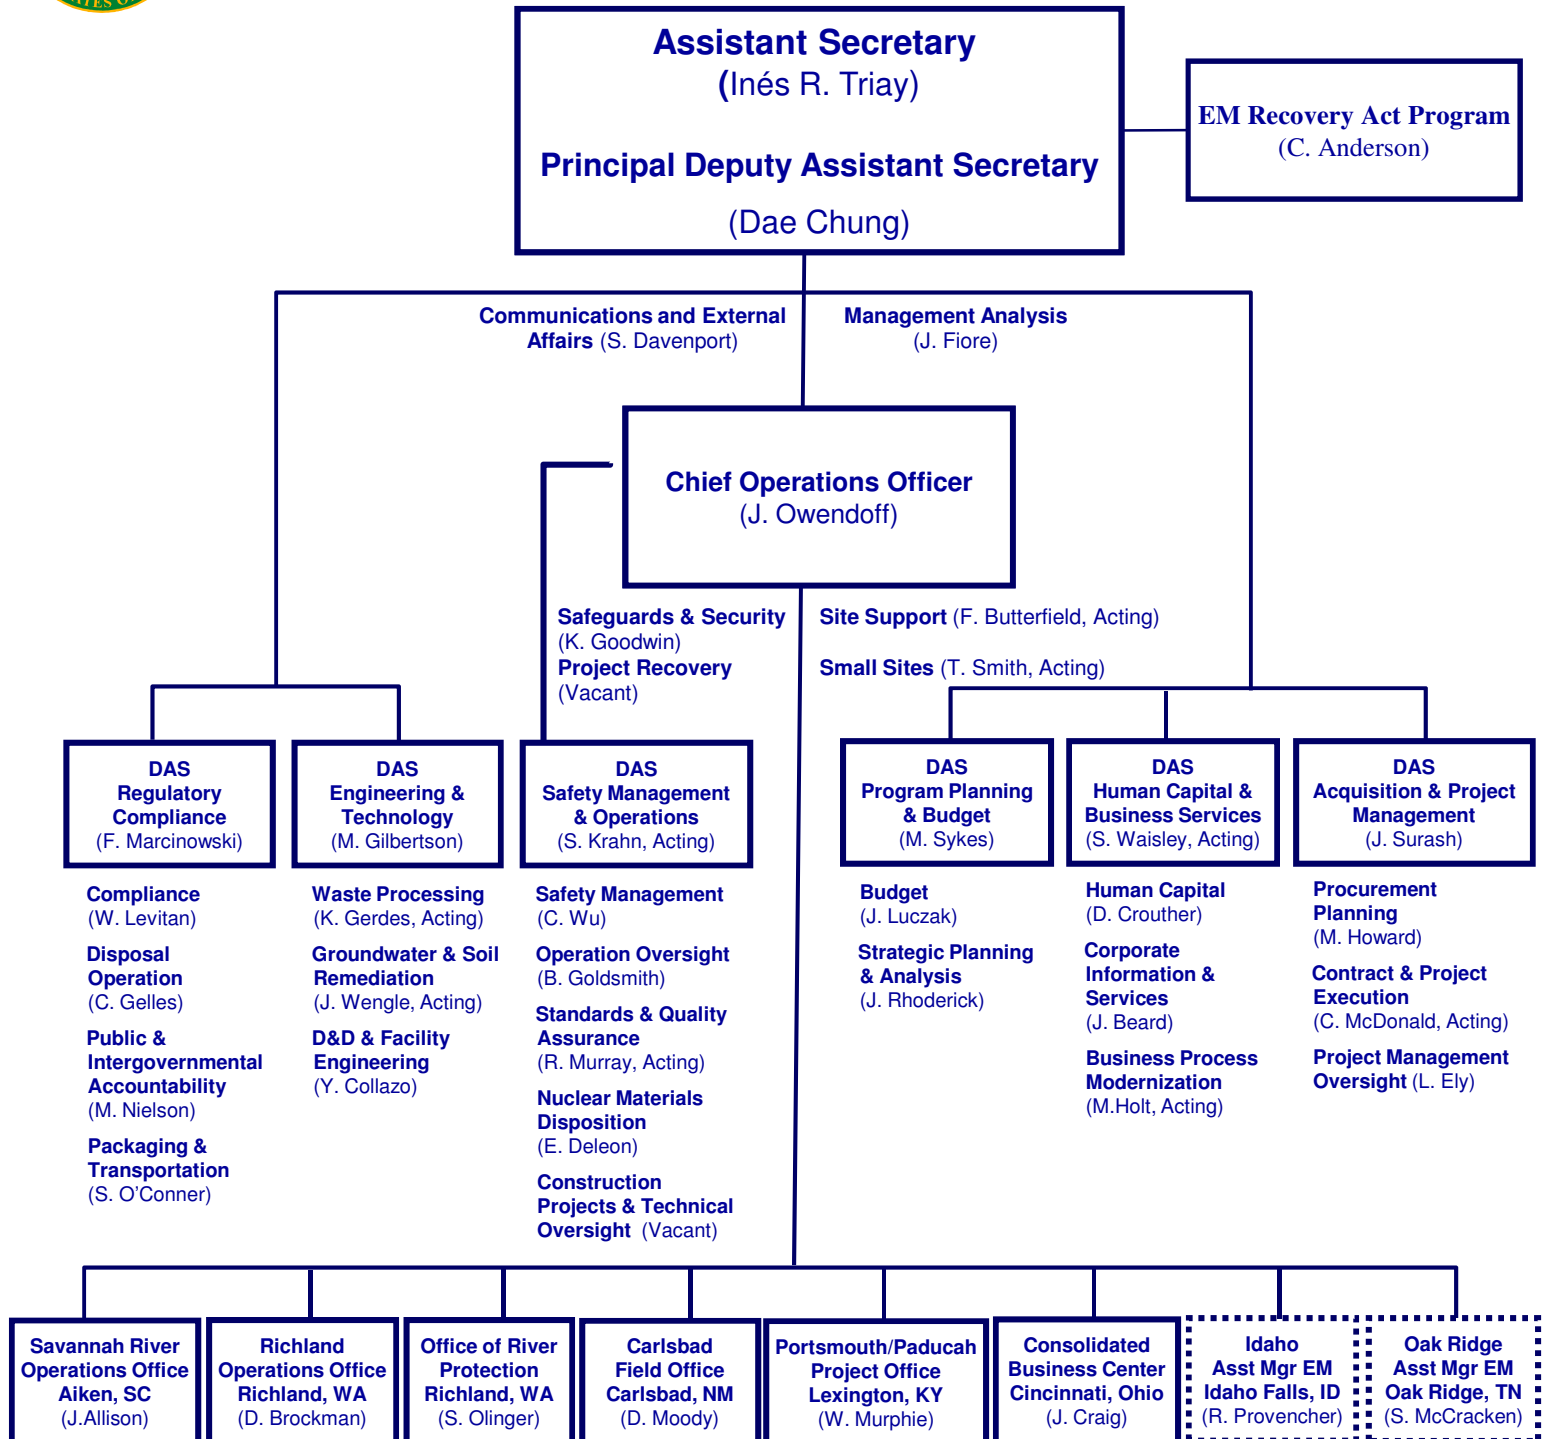 ATES O
Assistant Secretary
(Inés R. Triay)
Principal Deputy Assistant Secretary
(Dae Chung)
EM Recovery Act Program
(C. Anderson)
Communications and External
Affairs (S. Davenport)
Management Analysis
(J. Fiore)
Chief Operations Officer
(J. Owendoff)
Safeguards & Security
(K. Goodwin)
Project Recovery
(Vacant)
Site Support (F. Butterfield, Acting)
Small Sites (T. Smith, Acting)
DAS
Regulatory
Compliance
(F. Marcinowski)
Compliance
(W. Levitan)
Disposal
Operation
(C. Gelles)
Public &
Intergovernmental
Accountability
(M. Nielson)
Packaging &
Transportation
(S. O'Conner)
DAS
Engineering &
Technology
(M. Gilbertson)
Waste Processing
(K. Gerdes, Acting)
Groundwater & Soil
Remediation
(J. Wengle, Acting)
D&D & Facility
Engineering
(Y. Collazo)
DAS
Safety Management
& Operations
(S. Krahn, Acting)
Safety Management
(C. Wu)
Operation Oversight
(B. Goldsmith)
Standards & Quality
Assurance
(R. Murray, Acting)
Nuclear Materials
Disposition
(E. Deleon)
Construction
Projects & Technical
Oversight (Vacant)
DAS
Program Planning
& Budget
(M. Sykes)
Budget
(J. Luczak)
Strategic Planning
& Analysis
(J. Rhoderick)
DAS
Human Capital &
Business Services
(S. Waisley, Acting)
Human Capital
(D. Crouther)
Corporate
Information &
Services
(J. Beard)
Business Process
Modernization
(M.Holt, Acting)
DAS
Acquisition & Project
Management
(J. Surash)
Procurement
Planning
(M. Howard)
Contract & Project
Execution
(C. McDonald, Acting)
Project Management
Oversight (L. Ely)
Savannah River
Operations Office
Aiken, SC
(J.Allison)
Richland
Operations Office
Richland, WA
(D. Brockman)
Office of River
Protection
Richland, WA
(S. Olinger)
Carlsbad
Field Office
Carlsbad, NM
(D. Moody)
Portsmouth/Paducah
Project Office
Lexington, KY
(W. Murphie)
Consolidated
Business Center
Cincinnati, Ohio
(J. Craig)
Idaho
Asst Mgr EM
Idaho Falls, ID
(R. Provencher)
Oak Ridge
Asst Mgr EM
Oak Ridge, TN
(S. McCracken)